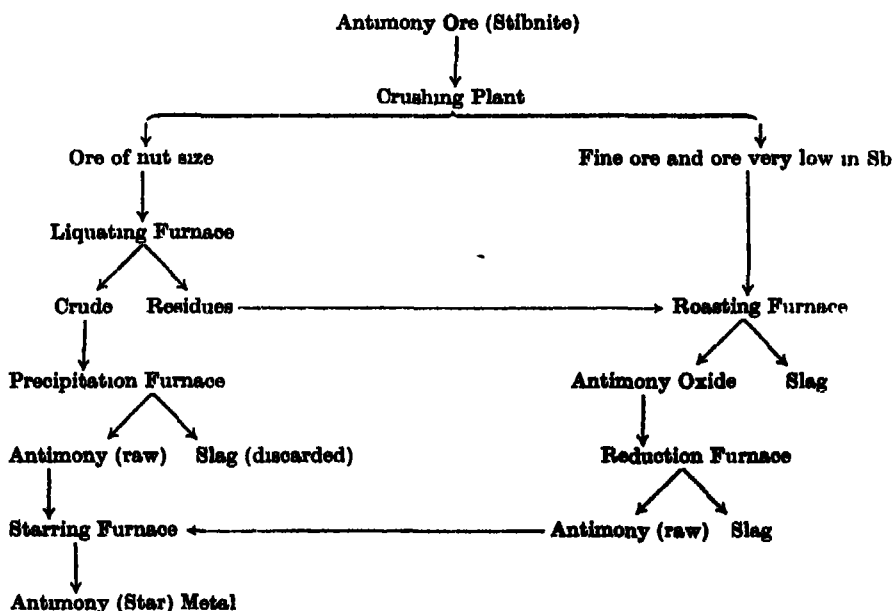 Antimony Ore (Stibnite)
Crushing Plant
Ore of nut size
Fine ore and ore very low in Sb
Liquating Furnace
Crude Residues
Roasting Furnace
Precipitation Furnace
Antimony Oxide Slag
Antimony (raw) Slag (discarded)
Reduction Furnace
Starring Furnace
Antimony (raw) Slag
Antimony (Star) Metal